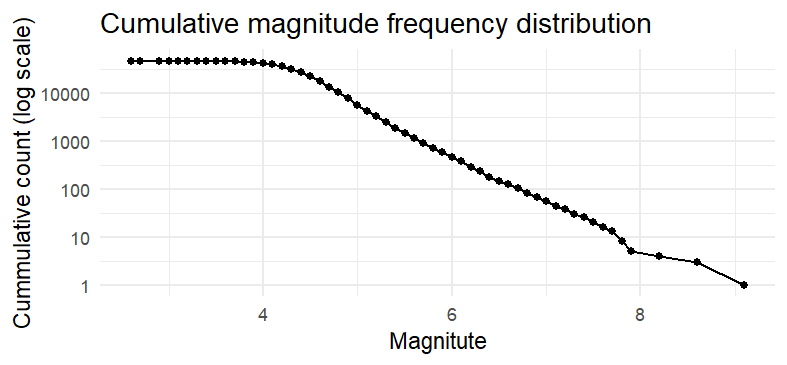 Cumulative magnitude frequency distribution
Cummulative count (log scale)
10000
1000
100
10
1
4 6 8
Magnitute